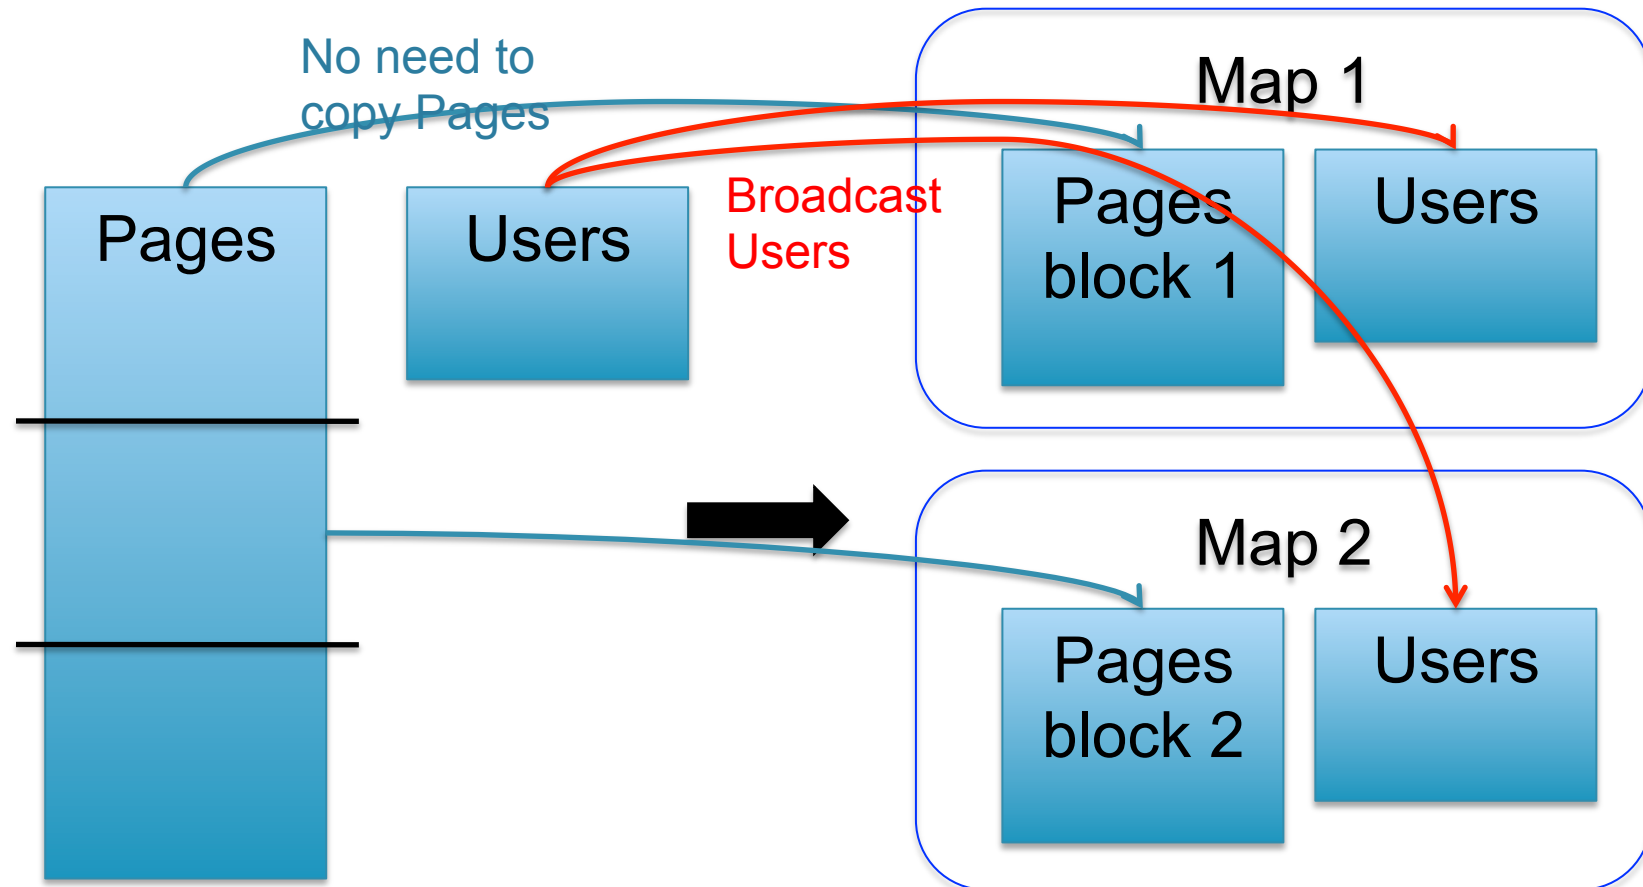 No need to
copy Pages
Map 1
Pages
Users
Broadcast
Users
Pages
block 1
Users
Map 2
Pages
block 2
Users